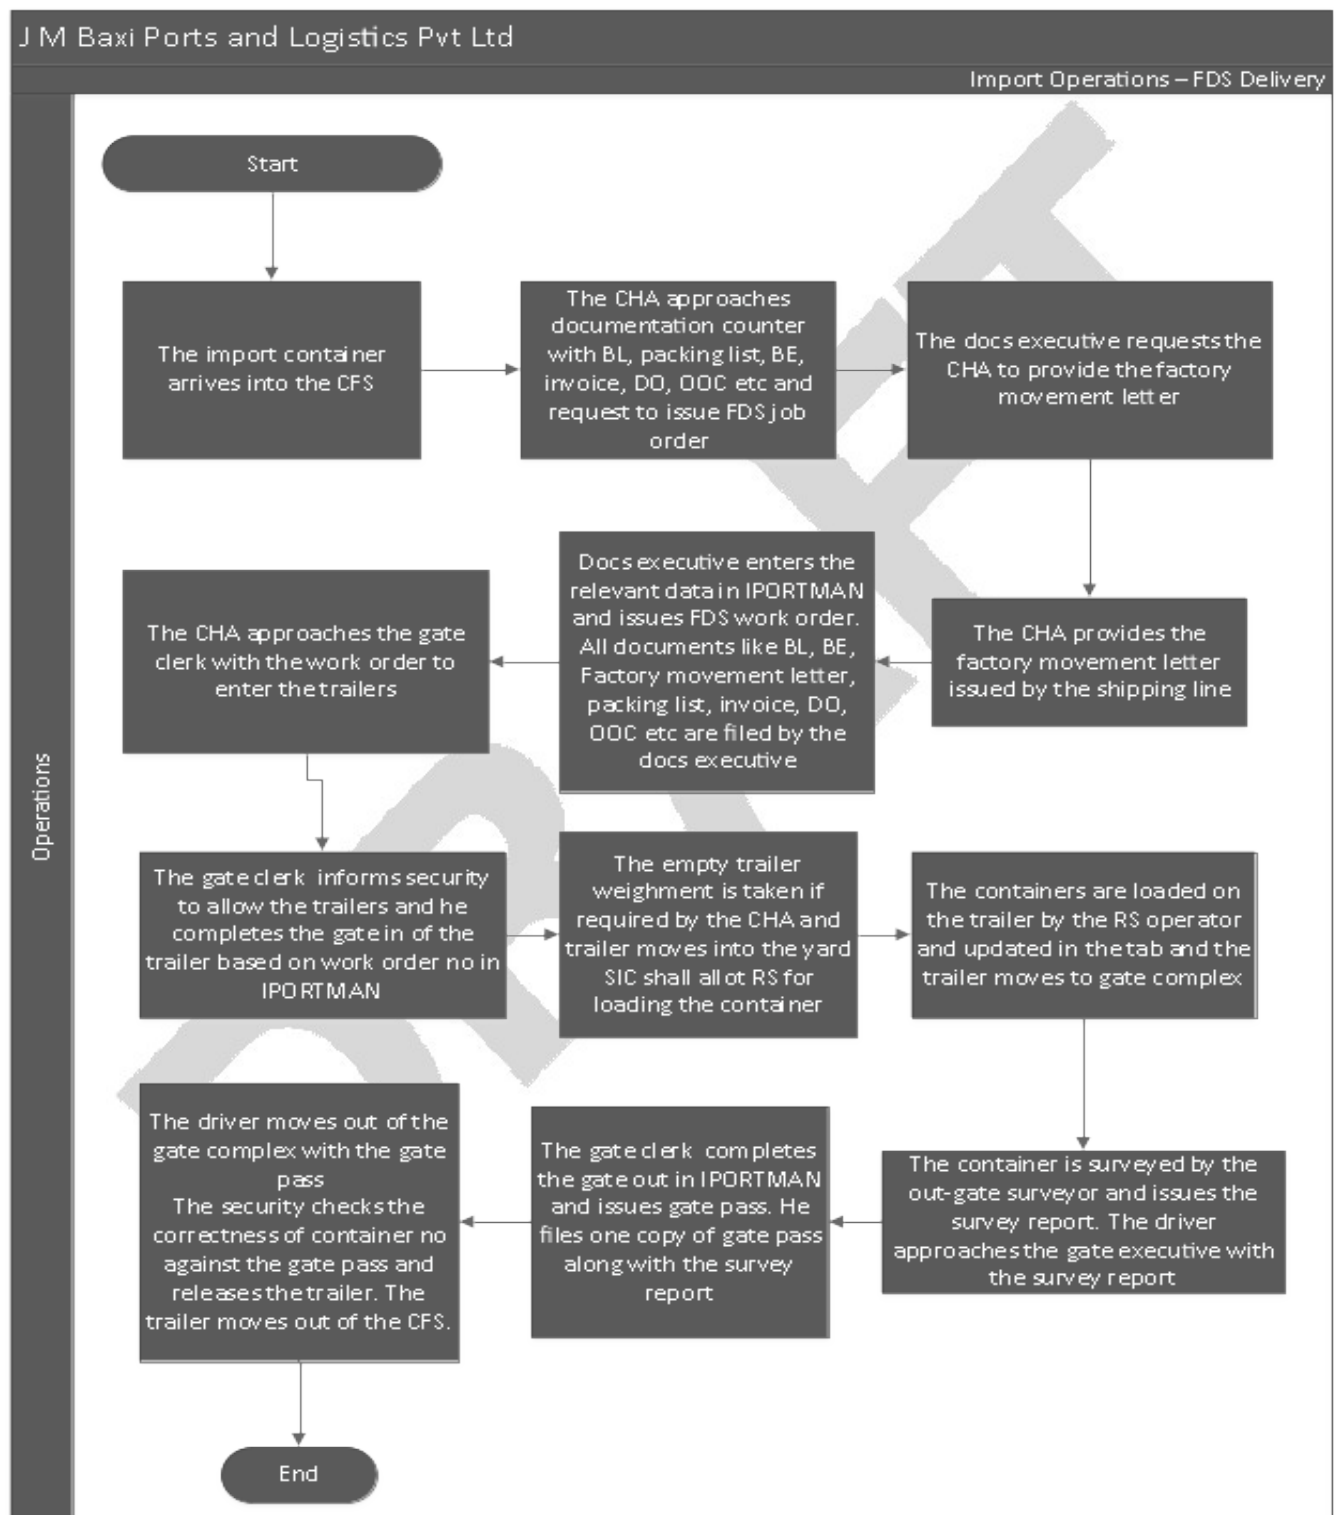 J M Baxi Ports and Logistics Pvt Ltd
Import Operations – FDS Delivery
Operations
Start
The import container
arrives into the CFS
The CHA approaches
documentation counter
with BL, packing list, BE,
invoice, DO, OOC etc and
request to issue FDS job
order
The docs executive requests the
CHA to provide the factory
movement letter
The CHA provides the
factory movement letter
issued by the shipping line
Docs executive enters the
relevant data in IPORTMAN
and issues FDS work order.
All documents like BL, BE,
Factory movement letter,
packing list, invoice, DO,
OOC etc are filed by the
docs executive
The CHA approaches the gate
clerk with the work order to
enter the trailers
The gate clerk informs security
to allow the trailers and he
completes the gate in of the
trailer based on work order no in
IPORTMAN
The empty trailer
weighment is taken if
required by the CHA and
trailer moves into the yard
SIC shall allot RS for
loading the container
The containers are loaded on
the trailer by the RS operator
and updated in the tab and the
trailer moves to gate complex
The container is surveyed by the
out-gate surveyor and issues the
survey report. The driver
approaches the gate executive with
the survey report
The gate clerk completes
the gate out in IPORTMAN
and issues gate pass. He
files one copy of gate pass
along with the survey
report
The driver moves out of the
gate complex with the gate
pass
The security checks the
correctness of container no
against the gate pass and
releases the trailer. The
trailer moves out of the CFS.
End
DRAFT